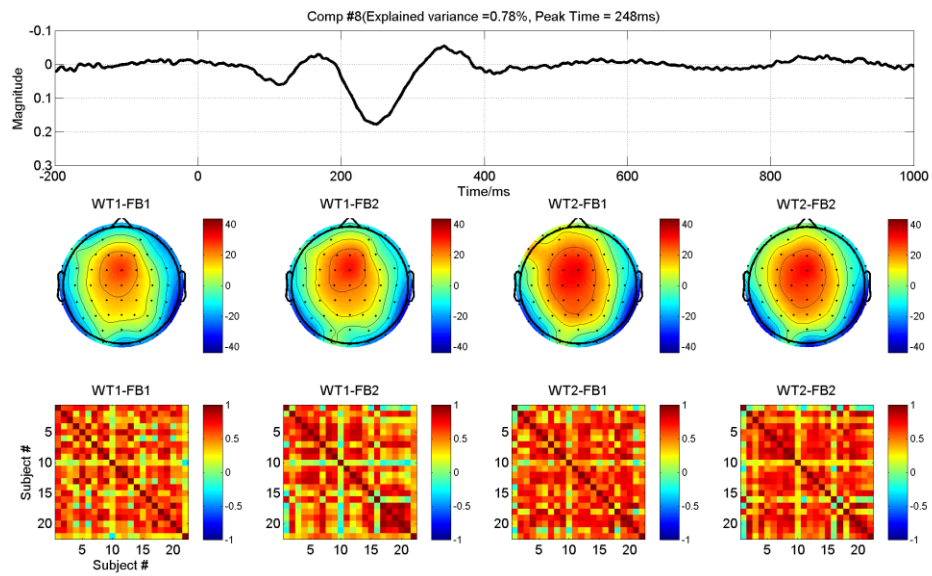 Comp #8(Explained variance =0.78%, Peak Time = 248ms)
Magnitude
-0.1
0
0.1
0.2
0.3
-200 0 200 400 600 800 1000
Time/ms
WT1-FB1 WT1-FB2 WT2-FB1 WT2-FB2
40 40 40 40
20 20 20 20
0 0 0 0
-20 -20 -20 -20
-40 -40 -40 -40
WT1-FB1 WT1-FB2 WT2-FB1 WT2-FB2
Subject #
1 1 1 1
5 5 5 5
0.5 0.5 0.5 0.5
10 10 10 10
0 0 0 0
15 15 15 15
-0.5 -0.5 -0.5 -0.5
20 20 20 20
-1 -1 -1 -1
5 10 15 20 5 10 15 20 5 10 15 20 5 10 15 20
Subject #